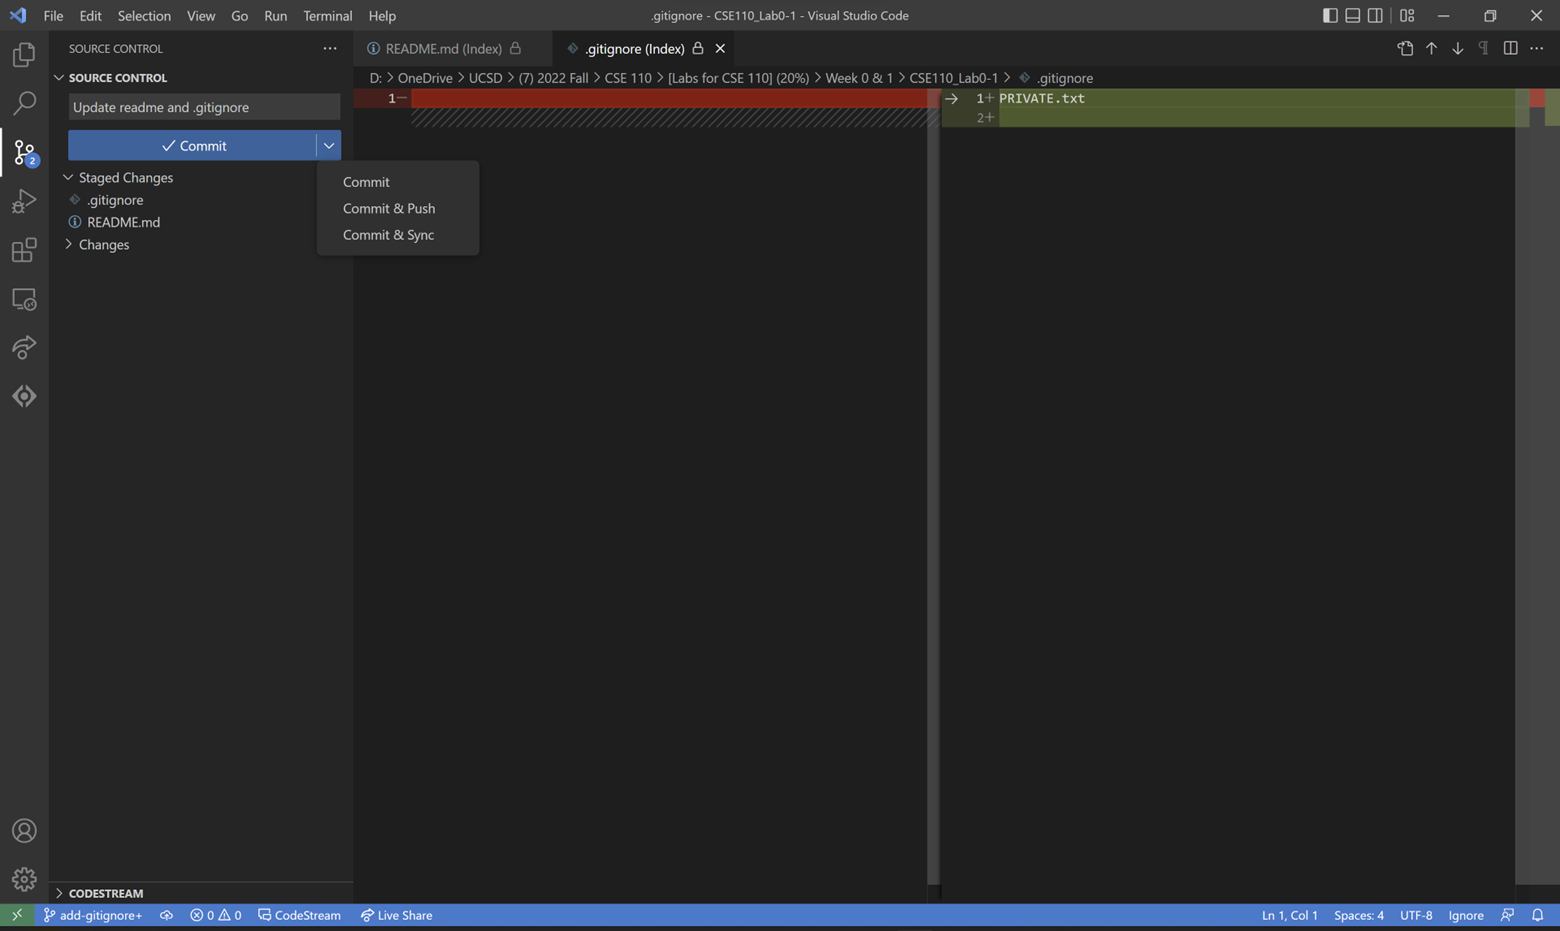 File Edit Selection View Go Run Terminal Help
.gitignore - CSE110_Lab0-1 - Visual Studio Code
SOURCE CONTROL
SOURCE CONTROL
Update readme and .gitignore
Commit
Staged Changes
.gitignore
README.md
Changes
2
Commit
Commit & Push
Commit & Sync
README.md (Index)
.gitignore (Index)
D: > OneDrive > UCSD > (7) 2022 Fall > CSE 110 > [Labs for CSE 110] (20%) > Week 0 & 1 > CSE110_Lab0-1 > .gitignore
1−
1+ PRIVATE.txt
2+
CODESTREAM
add-gitignore+ 0 0 CodeStream Live Share
Ln 1, Col 1 Spaces: 4 UTF-8 Ignore